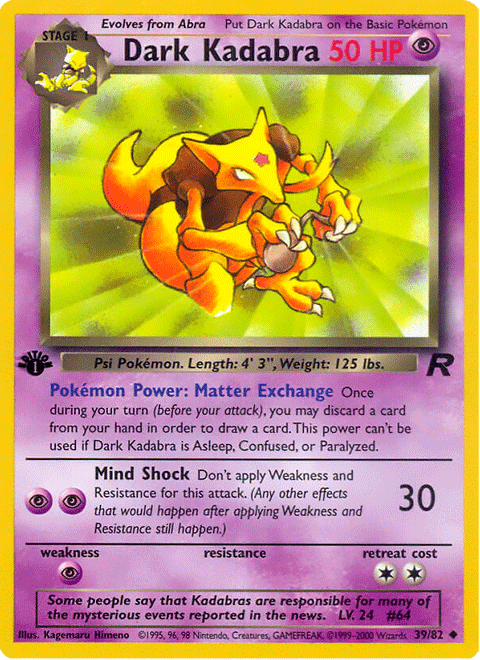 Evolves from Abra Put Dark Kadabra on the Basic Pokémon
STAGE 1
Dark Kadabra 50 HP
EDITION
1
Psi Pokémon. Length: 4' 3", Weight: 125 lbs.
R
Pokémon Power: Matter Exchange Once
during your turn (before your attack), you may discard a card
from your hand in order to draw a card. This power can't be
used if Dark Kadabra is Asleep, Confused, or Paralyzed.
Mind Shock Don't apply Weakness and
Resistance for this attack. (Any other effects
that would happen after applying Weakness and
Resistance still happen.)
30
weakness resistance retreat cost
Some people say that Kadabras are responsible for many of
the mysterious events reported in the news. LV. 24 #64
Illus. Kagemaru Himeno ©1995, 96, 98 Nintendo, Creatures, GAMEFREAK. ©1999-2000 Wizards. 39/82